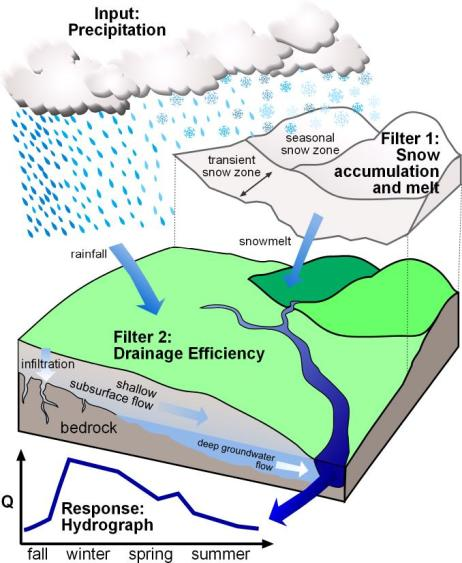 Input:
Precipitation
seasonal
snow zone
transient
snow zone
Filter 1:
Snow
accumulation
and melt
snowmelt
rainfall
Filter 2:
Drainage Efficiency
infiltration
shallow
subsurface flow
bedrock
deep groundwater
flow
Q
Response:
Hydrograph
fall winter spring summer